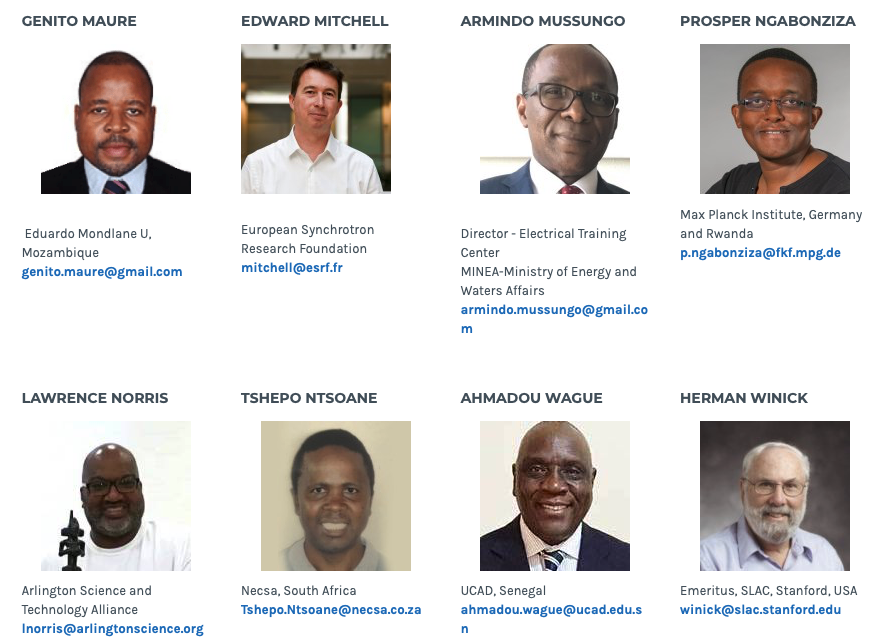 GENITO MAURE
EDWARD MITCHELL
ARMINDO MUSSUNGO
PROSPER NGABONZIZA
Eduardo Mondlane U,
Mozambique
genito.maure@gmail.com
European Synchrotron
Research Foundation
mitchell@esrf.fr
Director - Electrical Training
Center
MINEA-Ministry of Energy and
Waters Affairs
armindo.mussungo@gmail.co
m
Max Planck Institute, Germany
and Rwanda
p.ngabonziza@fkf.mpg.de
LAWRENCE NORRIS
TSHEPO NTSOANE
AHMADOU WAGUE
HERMAN WINICK
Arlington Science and
Technology Alliance
lnorris@arlingtonscience.org
Necsa, South Africa
Tshepo.Ntsoane@necsa.co.za
UCAD, Senegal
ahmadou.wague@ucad.edu.s
n
Emeritus, SLAC, Stanford, USA
winick@slac.stanford.edu